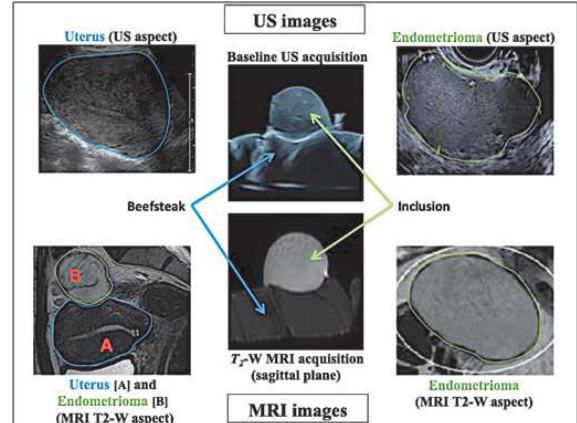 US images
Uterus (US aspect)
Baseline US acquisition
Endometrioma (US aspect)
Beefsteak
Inclusion
B
A
T2-W MRI acquisition
(sagittal plane)
Uterus [A] and
Endometrioma [B]
(MRI T2-W aspect)
Endometrioma
(MRI T2-W aspect)
MRI images